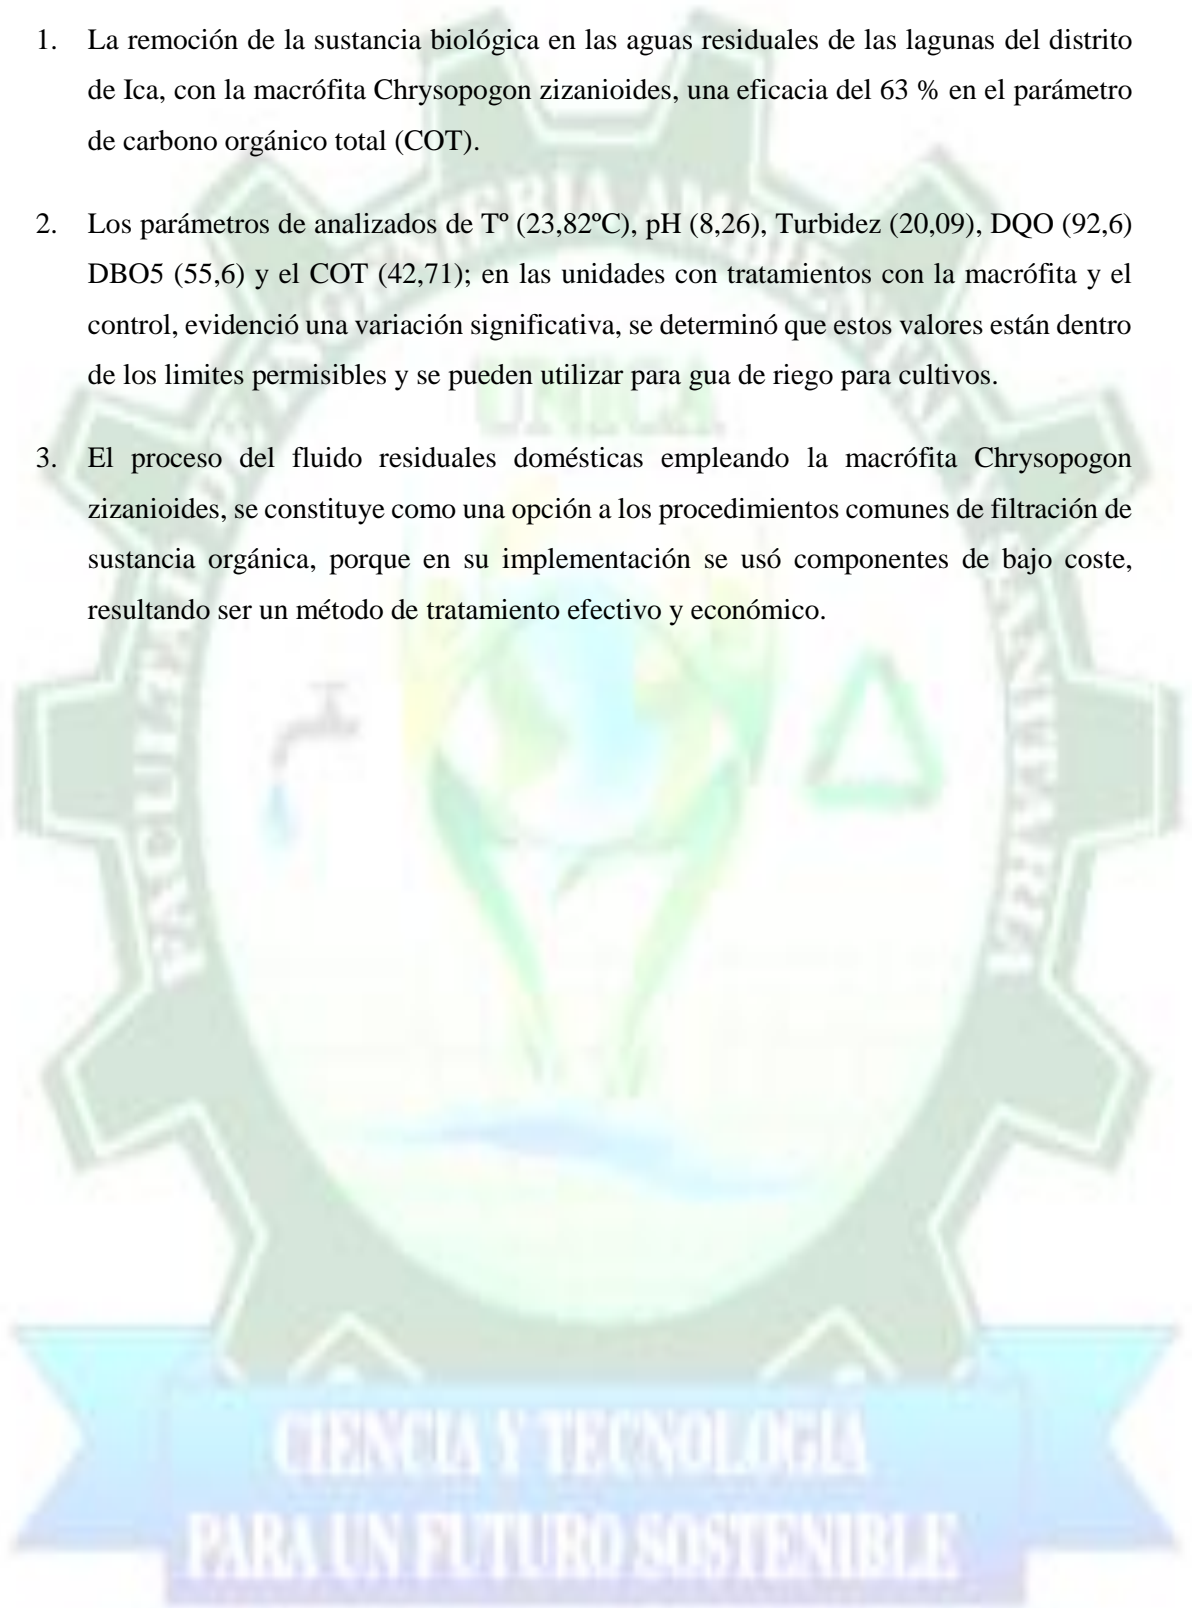 1. La remoción de la sustancia biológica en las aguas residuales de las lagunas del distrito
de Ica, con la macrófita Chrysopogon zizanioides, una eficacia del 63 % en el parámetro
de carbono orgánico total (COT).
2. Los parámetros de analizados de Tº (23,82ºC), pH (8,26), Turbidez (20,09), DQO (92,6)
DBO5 (55,6) y el COT (42,71); en las unidades con tratamientos con la macrófita y el
control, evidenció una variación significativa, se determinó que estos valores están dentro
de los limites permisibles y se pueden utilizar para gua de riego para cultivos.
3. El proceso del fluido residuales domésticas empleando la macrófita Chrysopogon
zizanioides, se constituye como una opción a los procedimientos comunes de filtración de
sustancia orgánica, porque en su implementación se usó componentes de bajo coste,
resultando ser un método de tratamiento efectivo y económico.
CIENCIA Y TECNOLOGIA
PARA UN FUTURO SOSTENIBLE